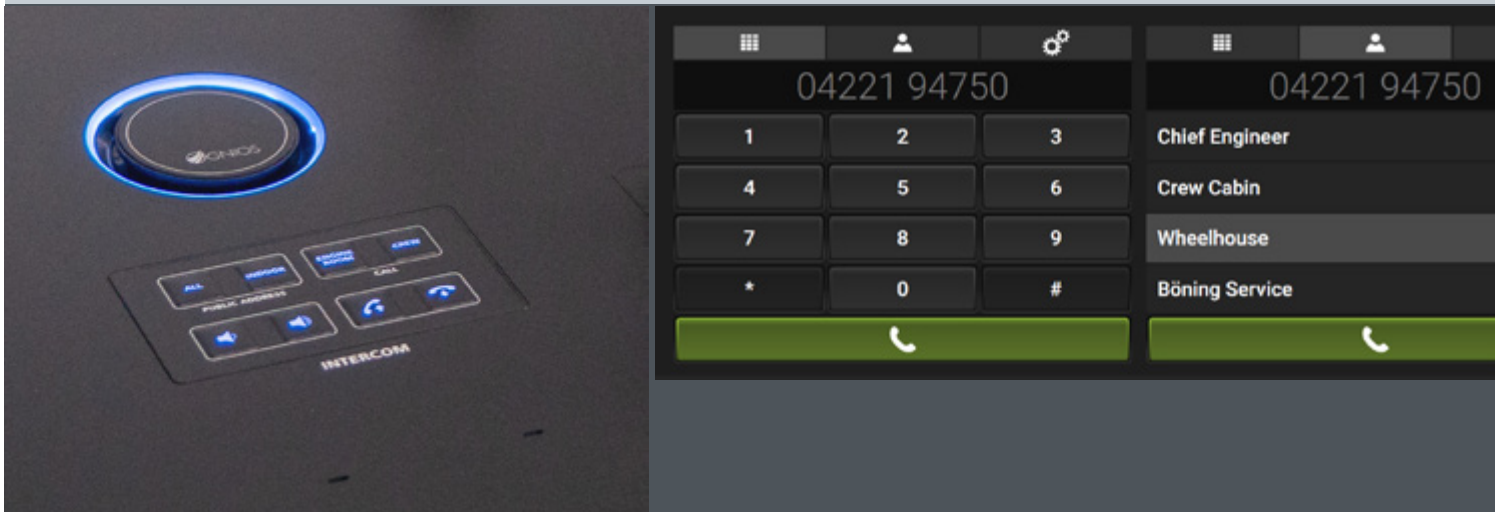 ALL
INDOOR
PUBLIC ADDRESS
ENGINE
ROOM
CREW
CALL
INTERCOM
04221 94750
1 2 3
4 5 6
7 8 9
* 0 #
04221 94750
Chief Engineer
Crew Cabin
Wheelhouse
Böning Service